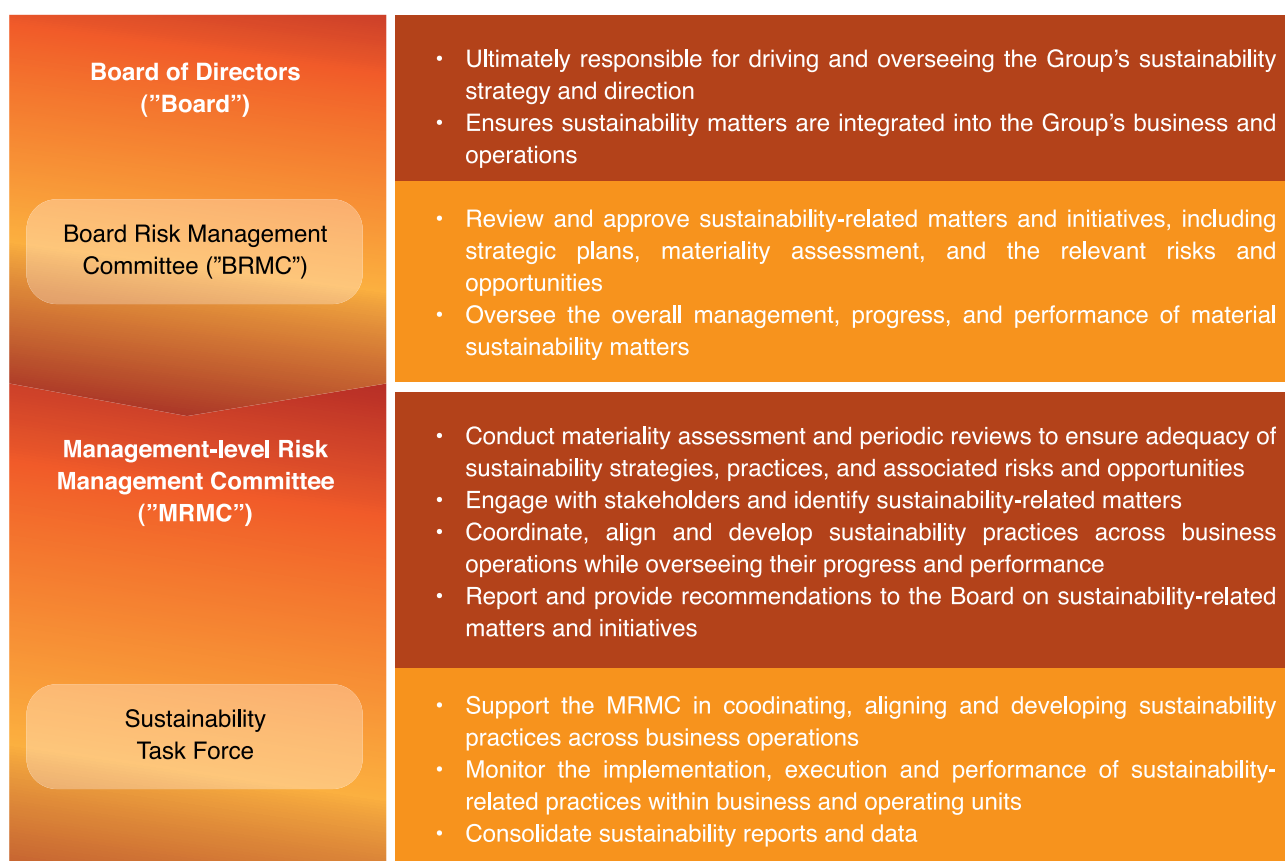 Board of Directors
(”Board”)
• Ultimately responsible for driving and overseeing the Group’s sustainability
strategy and direction
• Ensures sustainability matters are integrated into the Group’s business and
operations
Board Risk Management
Committee (”BRMC”)
• Review and approve sustainability-related matters and initiatives, including
strategic plans, materiality assessment, and the relevant risks and
opportunities
• Oversee the overall management, progress, and performance of material
sustainability matters
Management-level Risk
Management Committee
(”MRMC”)
• Conduct materiality assessment and periodic reviews to ensure adequacy of
sustainability strategies, practices, and associated risks and opportunities
• Engage with stakeholders and identify sustainability-related matters
• Coordinate, align and develop sustainability practices across business
operations while overseeing their progress and performance
• Report and provide recommendations to the Board on sustainability-related
matters and initiatives
Sustainability
Task Force
• Support the MRMC in coodinating, aligning and developing sustainability
practices across business operations
• Monitor the implementation, execution and performance of sustainability-
related practices within business and operating units
• Consolidate sustainability reports and data